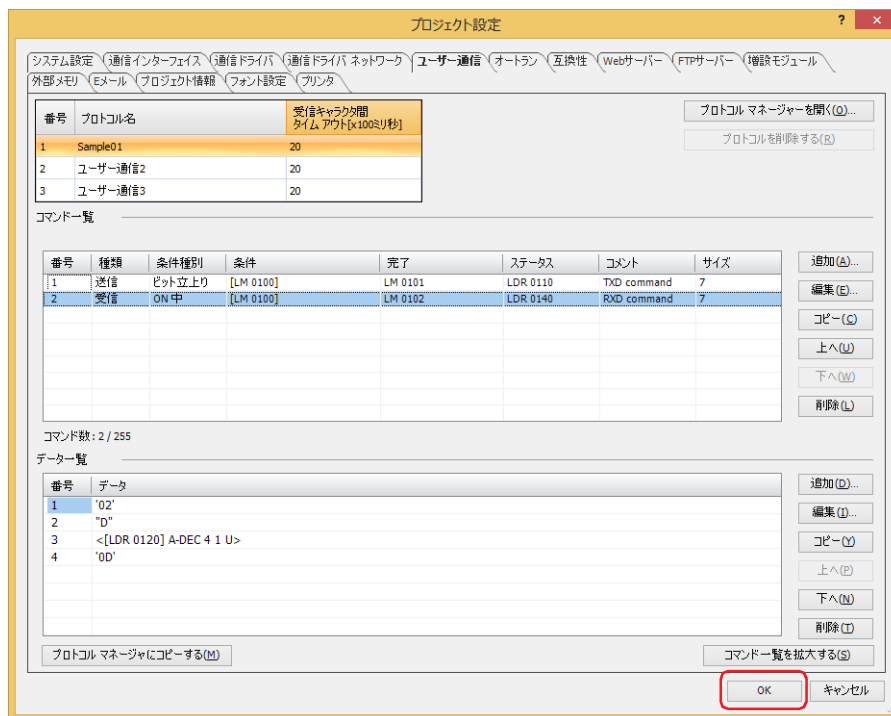 プロジェクト設定
?
×
システム設定 通信インターフェイス 通信ドライバ 通信ドライバ ネットワーク ユーザー通信 オートラン 互換性 Webサーバー FTPサーバー 増設モジュール
外部メモリ Eメール プロジェクト情報 フォント設定 プリンタ
番号 プロトコル名 受信キャラクタ間
タイム アウト[x100ミリ秒]
1 Sample01 20
2 ユーザー通信2 20
3 ユーザー通信3 20
プロトコル マネージャーを開く(O)...
プロトコルを削除する(R)
コマンド一覧
番号 種類 条件種別 条件 完了 ステータス コメント サイズ
1 送信 ビット立上り [LM 0100] LM 0101 LDR 0110 TXD command 7
2 受信 ON 中 [LM 0100] LM 0102 LDR 0140 RXD command 7
追加(A)...
編集(E)...
コピー(C)
上へ(U)
下へ(W)
削除(L)
コマンド数: 2 / 255
データ一覧
番号 データ
1 '02'
2 "D"
3 <[LDR 0120] A-DEC 4 1 U>
4 '0D'
追加(D)...
編集(I)...
コピー(Y)
上へ(P)
下へ(N)
削除(T)
プロトコル マネージャにコピーする(M)
コマンド一覧を拡大する(S)
OK
キャンセル